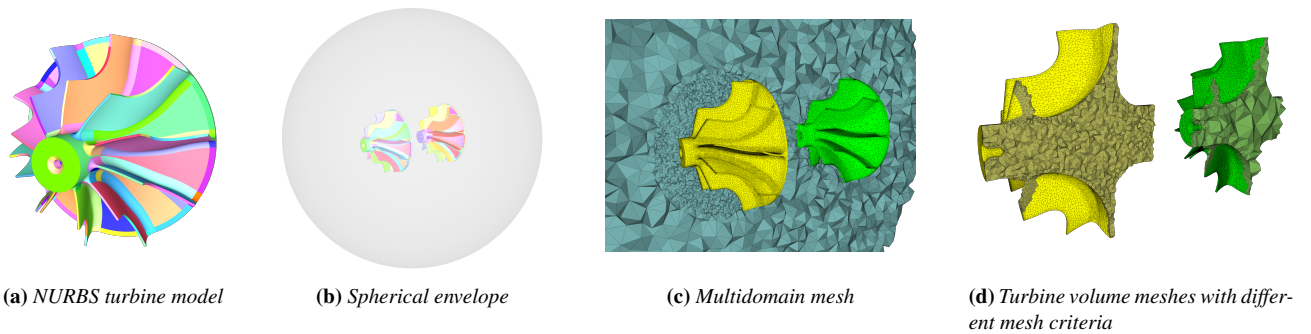 (a) NURBS turbine model
(b) Spherical envelope
(c) Multidomain mesh
(d) Turbine volume meshes with differ-
ent mesh criteria